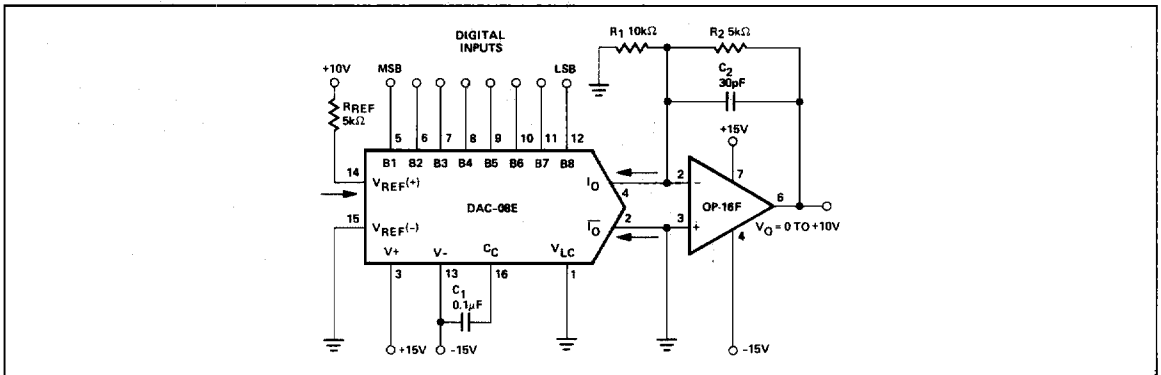 DIGITAL
INPUTS
R1 10kΩ
R2 5kΩ
C2
30pF
+10V
MSB
LSB
RREF
5kΩ
+15V
5
6
7
8
9
10
11
12
B1
B2
B3
B4
B5
B6
B7
B8
14
VREF(+)
IO
4
2
−
7
DAC-08E
OP-16F
6
15
VREF(-)
IO
2
3
+
4
VO = 0 TO +10V
V+
V-
CC
VLC
3
13
16
1
C1
0.1μF
+15V
-15V
-15V